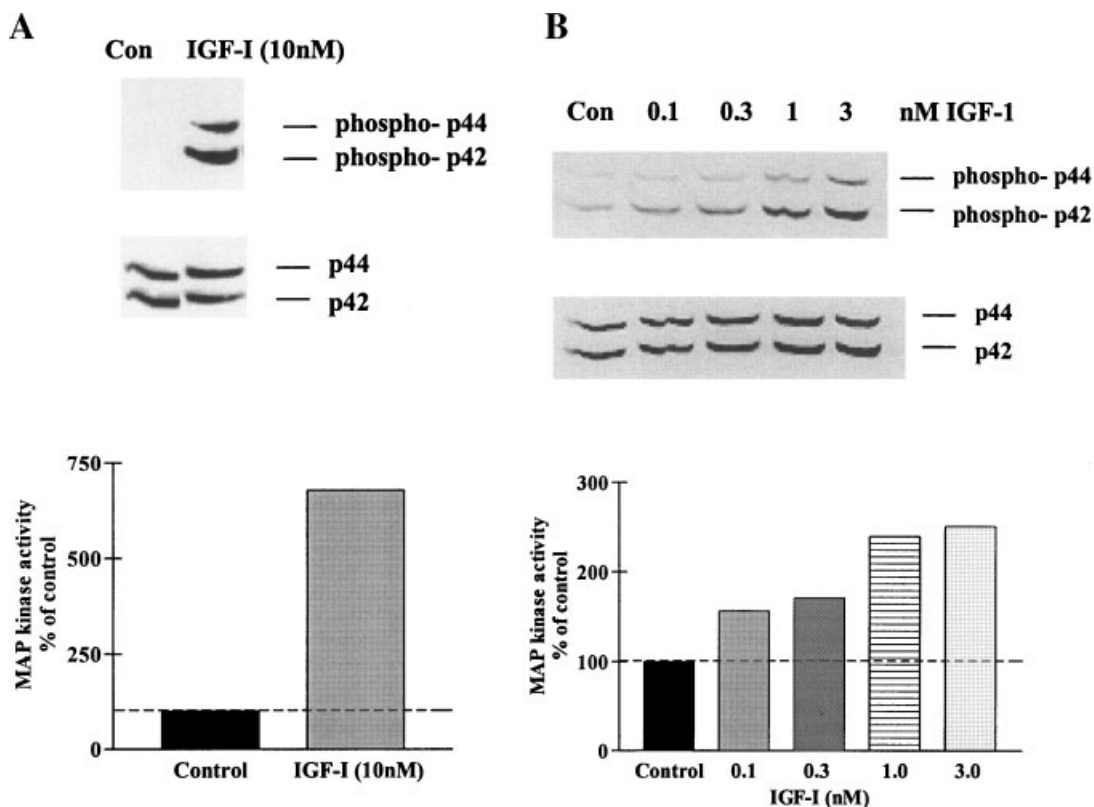 A
Con IGF-I (10nM)
phospho- p44
phospho- p42
p44
p42
MAP kinase activity
% of control
750
500
250
0
Control IGF-I (10nM)
B
Con 0.1 0.3 1 3 nM IGF-1
phospho- p44
phospho- p42
p44
p42
MAP kinase activity
% of control
300
200
100
0
Control 0.1 0.3 1.0 3.0
IGF-I (nM)